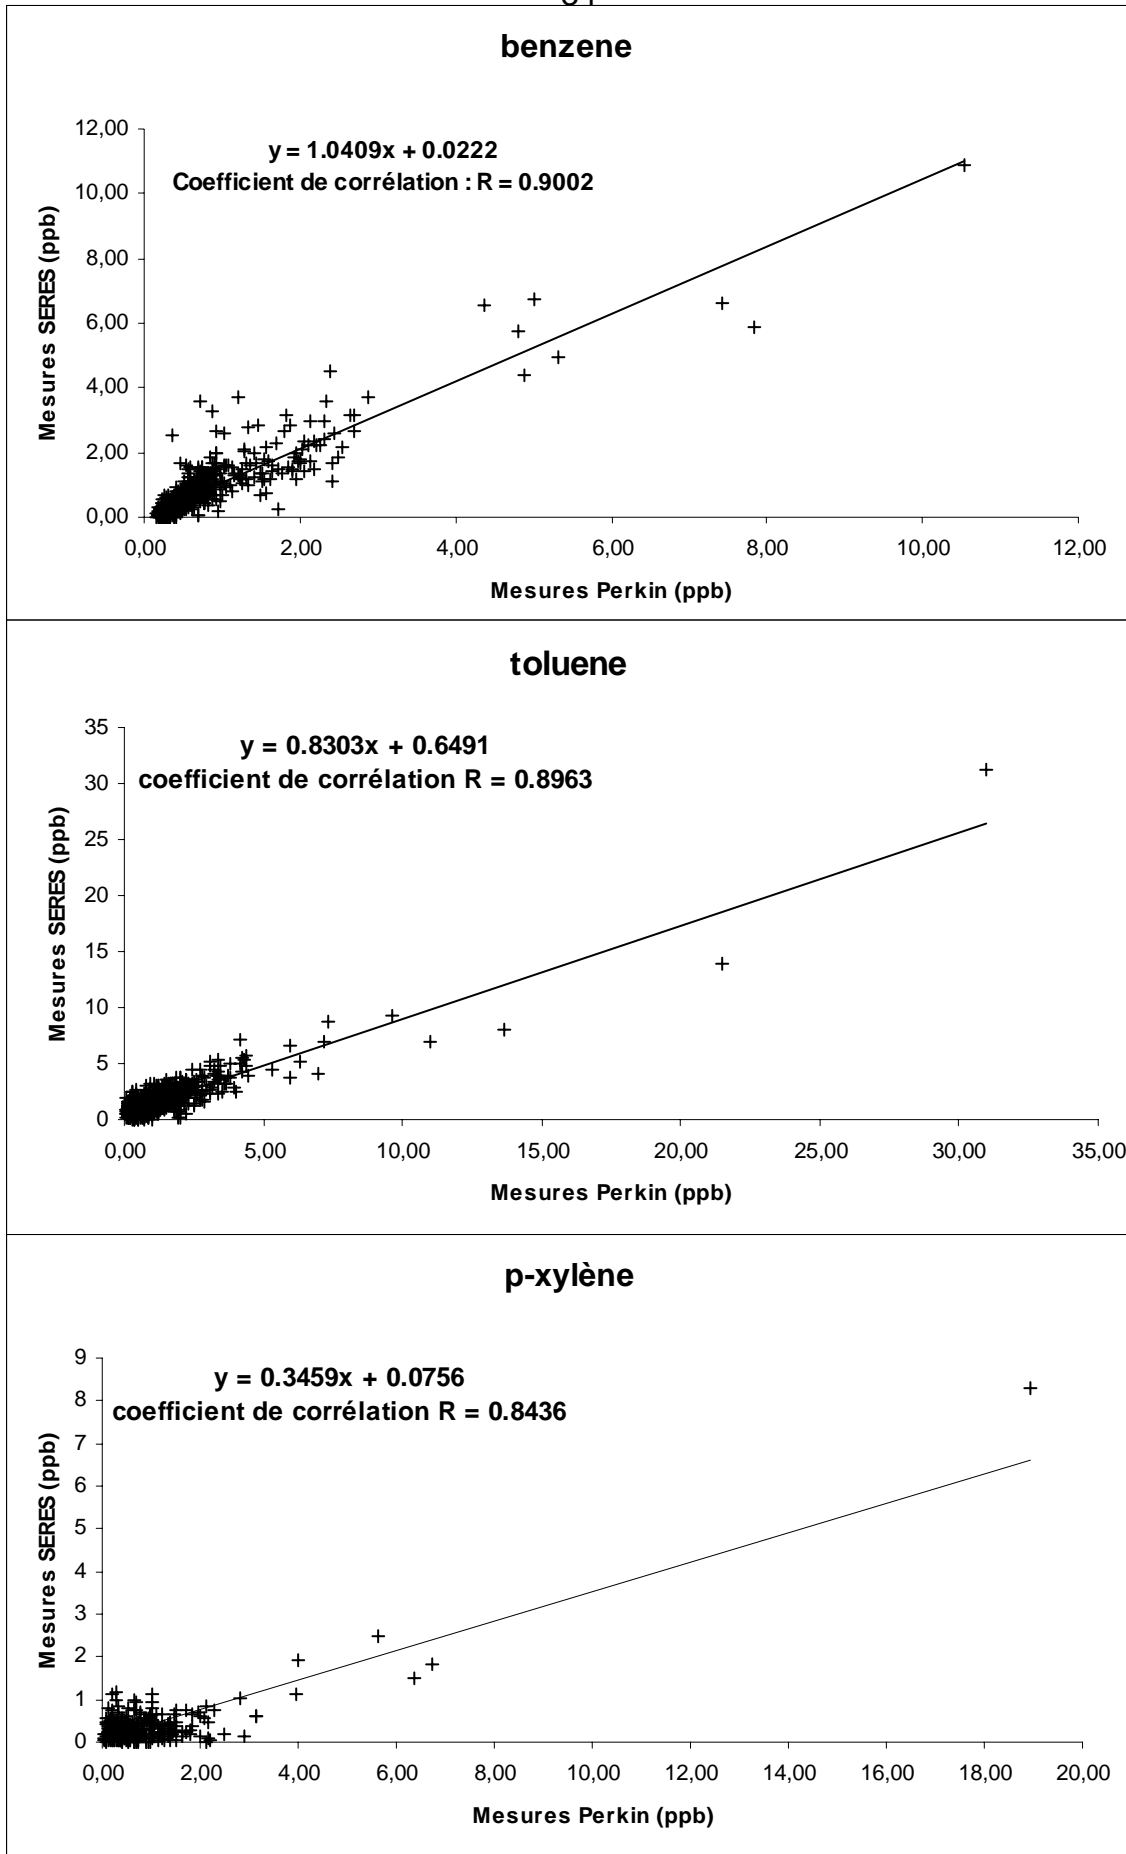 benzene
y = 1.0409x + 0.0222
Coefficient de corrélation : R = 0.9002
Mesures SERES (ppb)
12,00
10,00
8,00
6,00
4,00
2,00
0,00
0,00 2,00 4,00 6,00 8,00 10,00 12,00
Mesures Perkin (ppb)
toluene
y = 0.8303x + 0.6491
coefficient de corrélation R = 0.8963
Mesures SERES (ppb)
35
30
25
20
15
10
5
0
0,00 5,00 10,00 15,00 20,00 25,00 30,00 35,00
Mesures Perkin (ppb)
p-xylène
y = 0.3459x + 0.0756
coefficient de corrélation R = 0.8436
Mesures SERES (ppb)
9
8
7
6
5
4
3
2
1
0
0,00 2,00 4,00 6,00 8,00 10,00 12,00 14,00 16,00 18,00 20,00
Mesures Perkin (ppb)